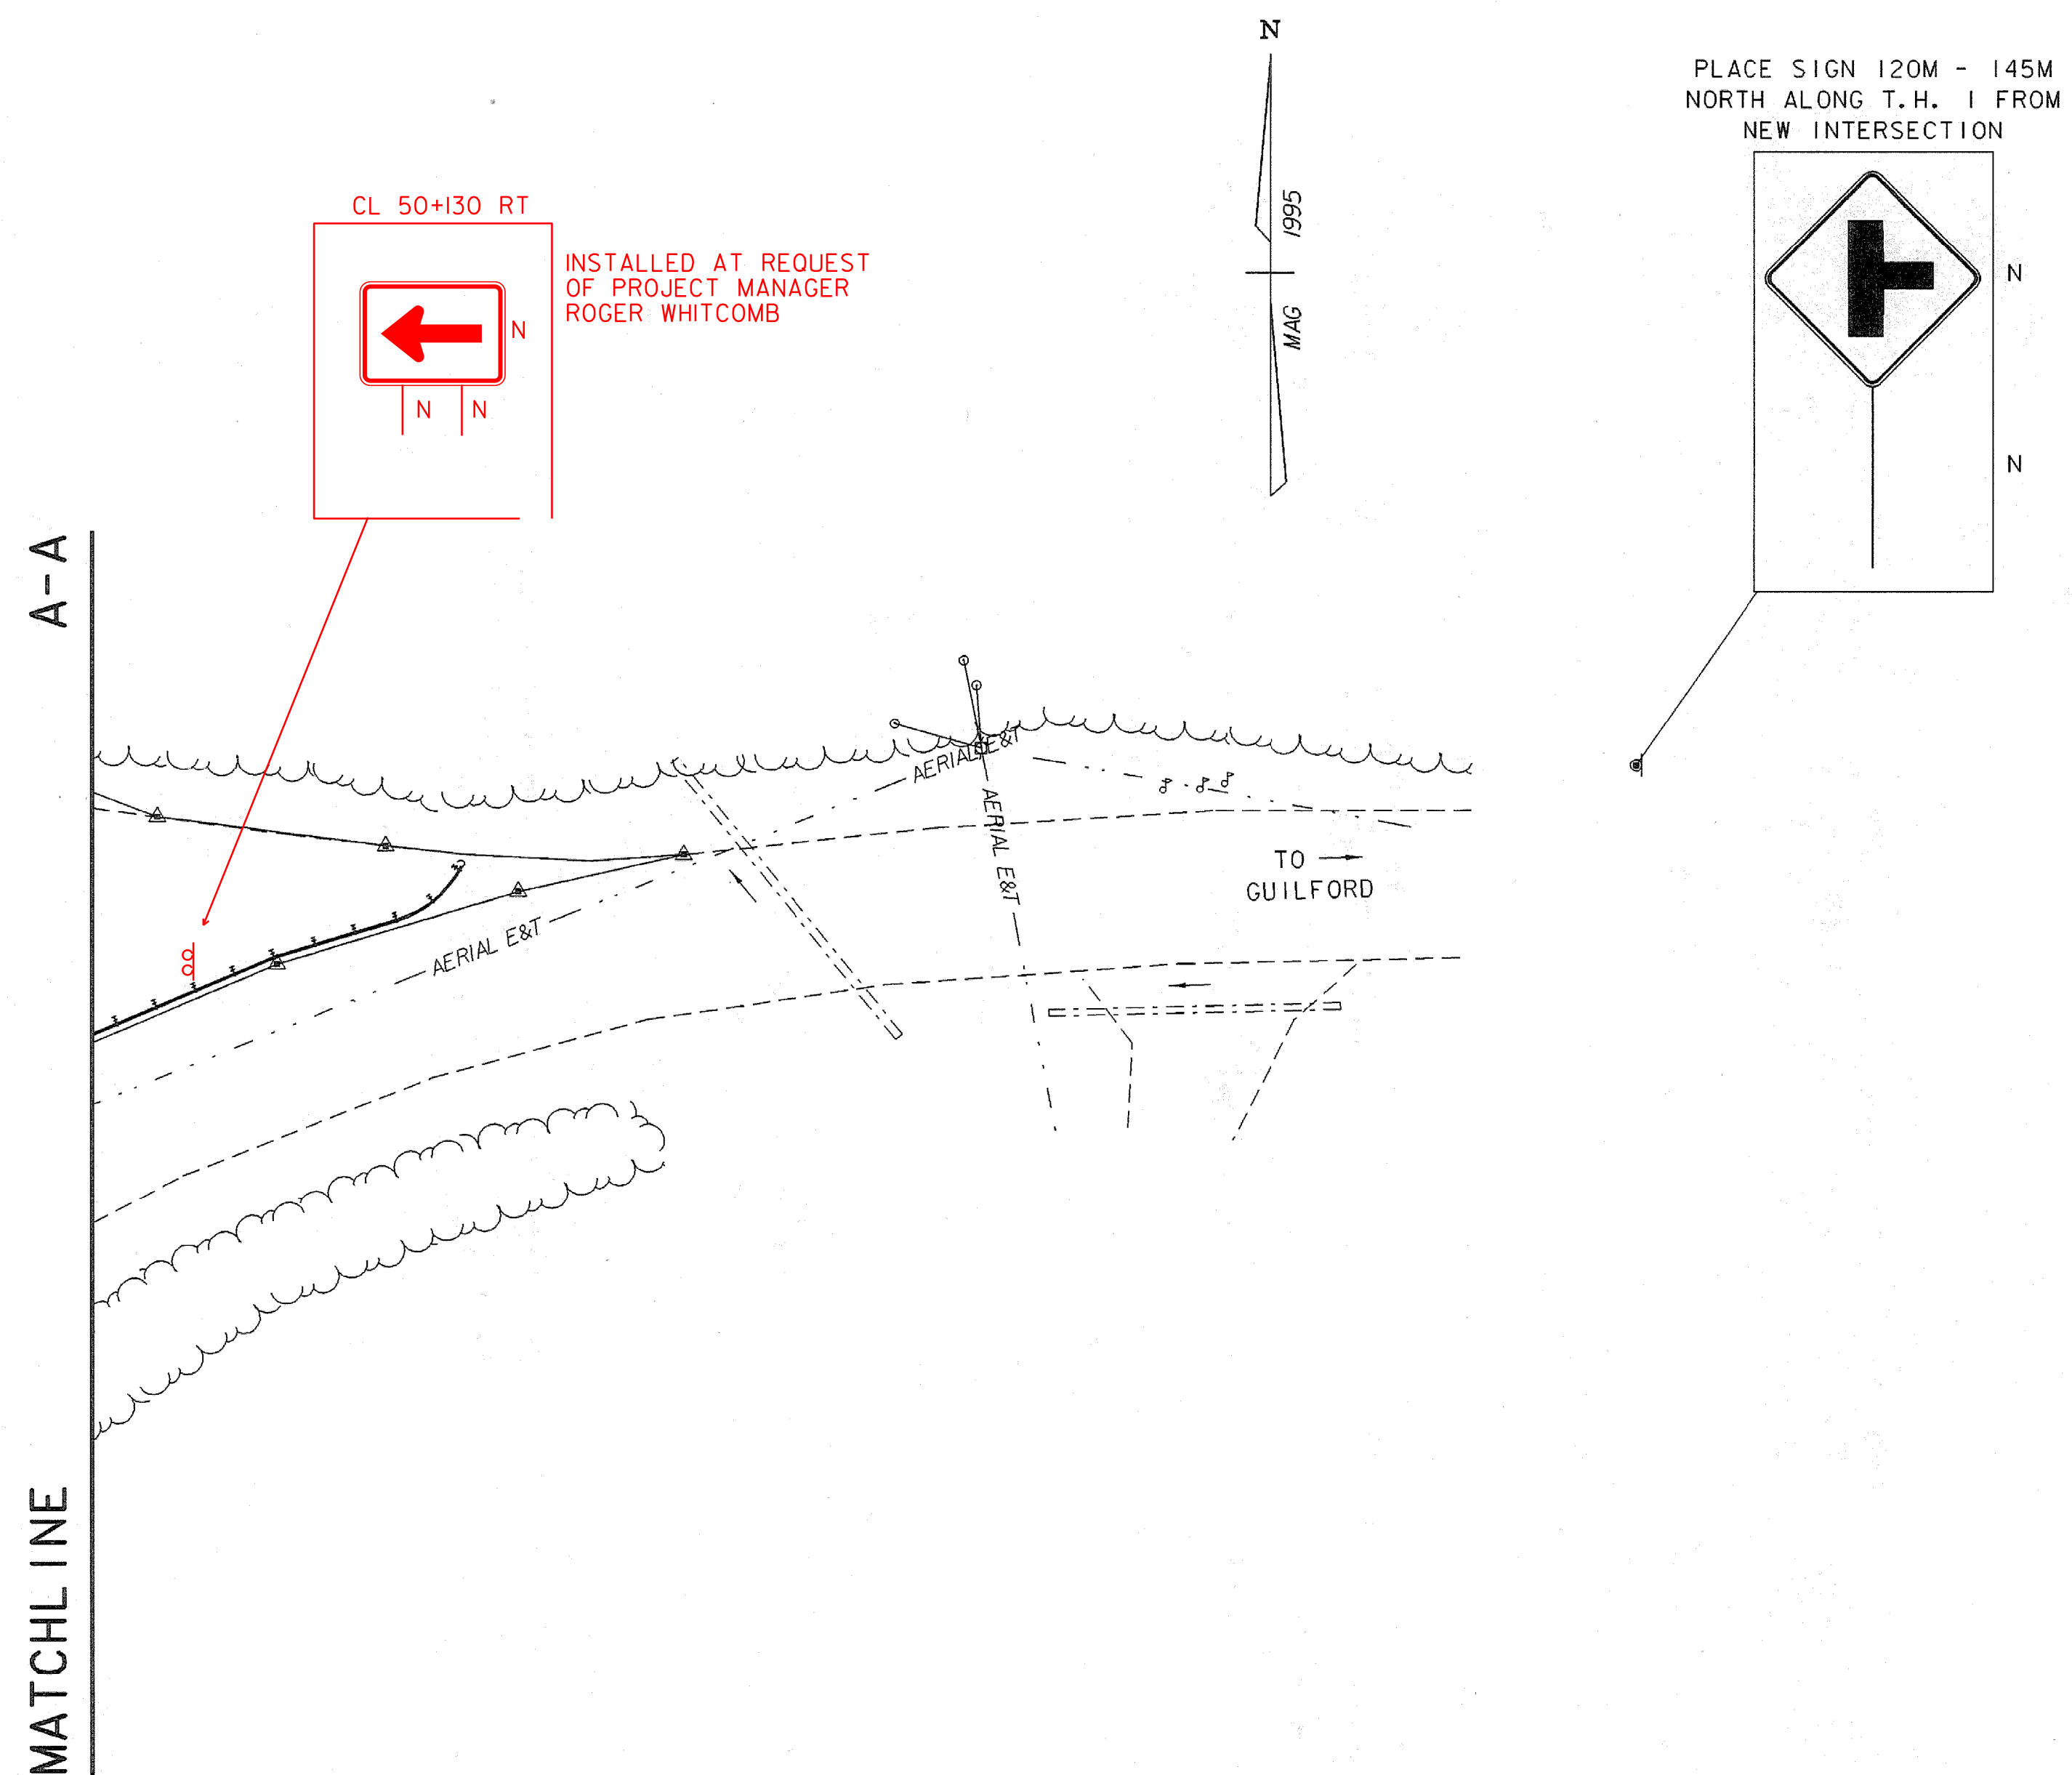 N
1995
MAG
PLACE SIGN 120M - 145M
NORTH ALONG T.H. 1 FROM
NEW INTERSECTION
N
N
CL 50+130 RT
INSTALLED AT REQUEST
OF PROJECT MANAGER
ROGER WHITCOMB
N
N N
A-A
AERIAL E&T
AERIAL E&T
AERIAL E&T
TO
GUILFORD
MATCHLINE